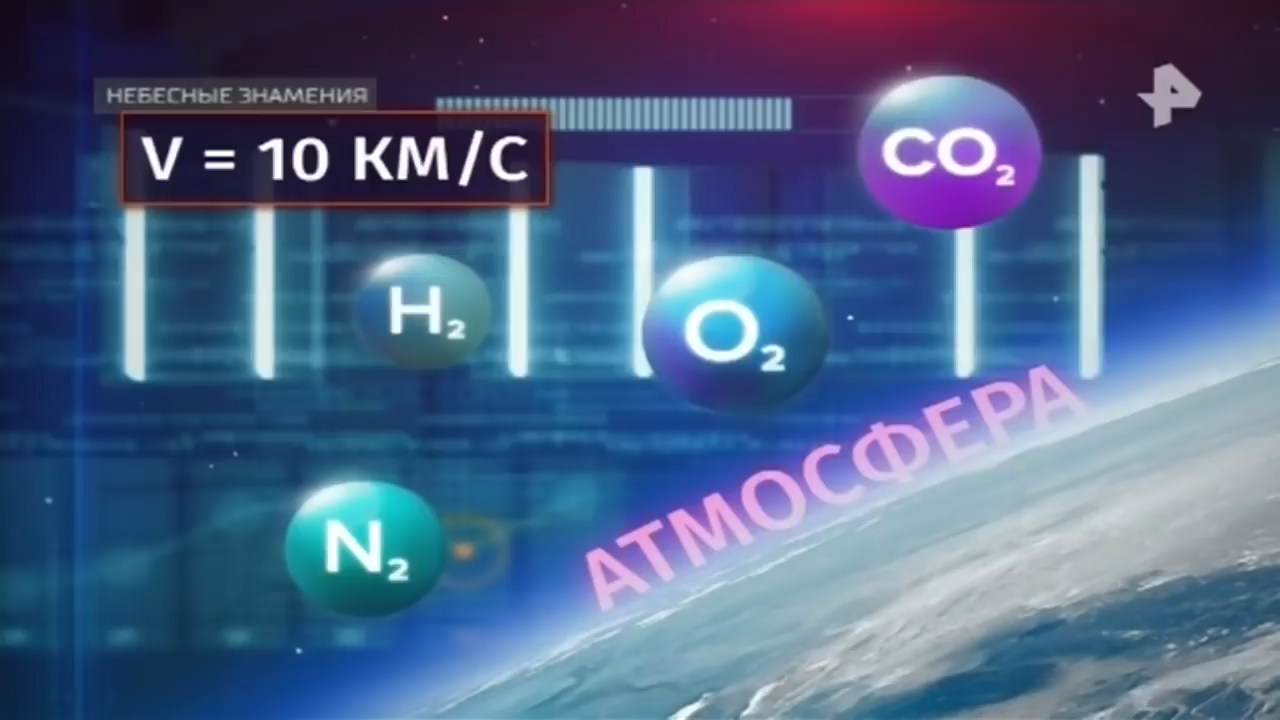 НЕБЕСНЫЕ ЗНАМЕНИЯ
V = 10 КМ/С
CO₂
H₂
O₂
АТМОСФЕРА
N₂